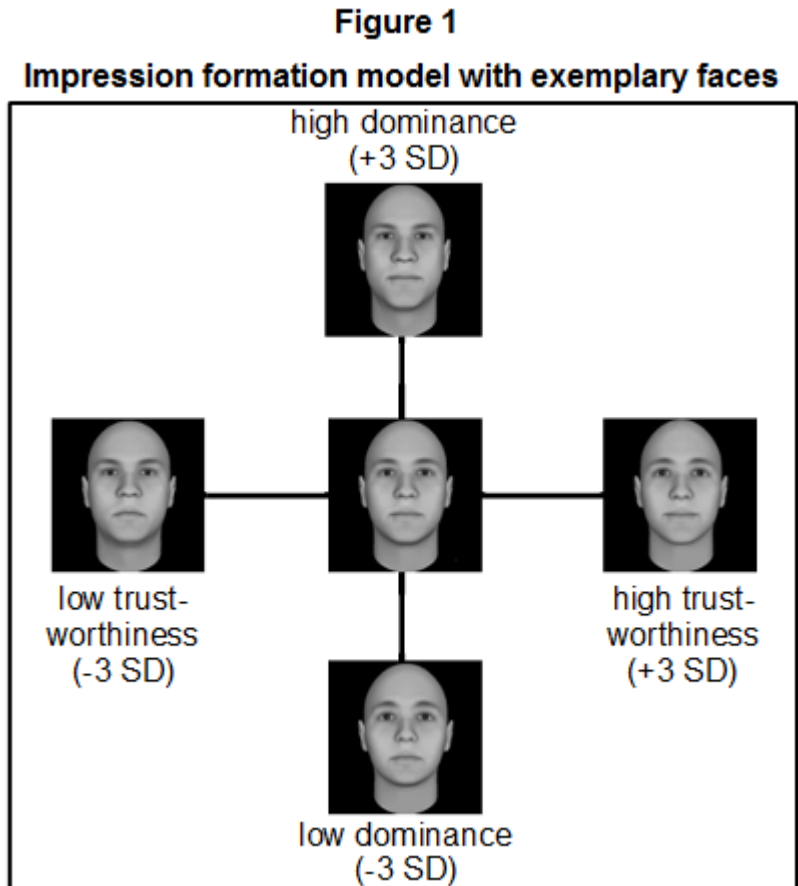 Figure 1
Impression formation model with exemplary faces
high dominance
(+3 SD)
low trust-
worthiness
(-3 SD)
high trust-
worthiness
(+3 SD)
low dominance
(-3 SD)